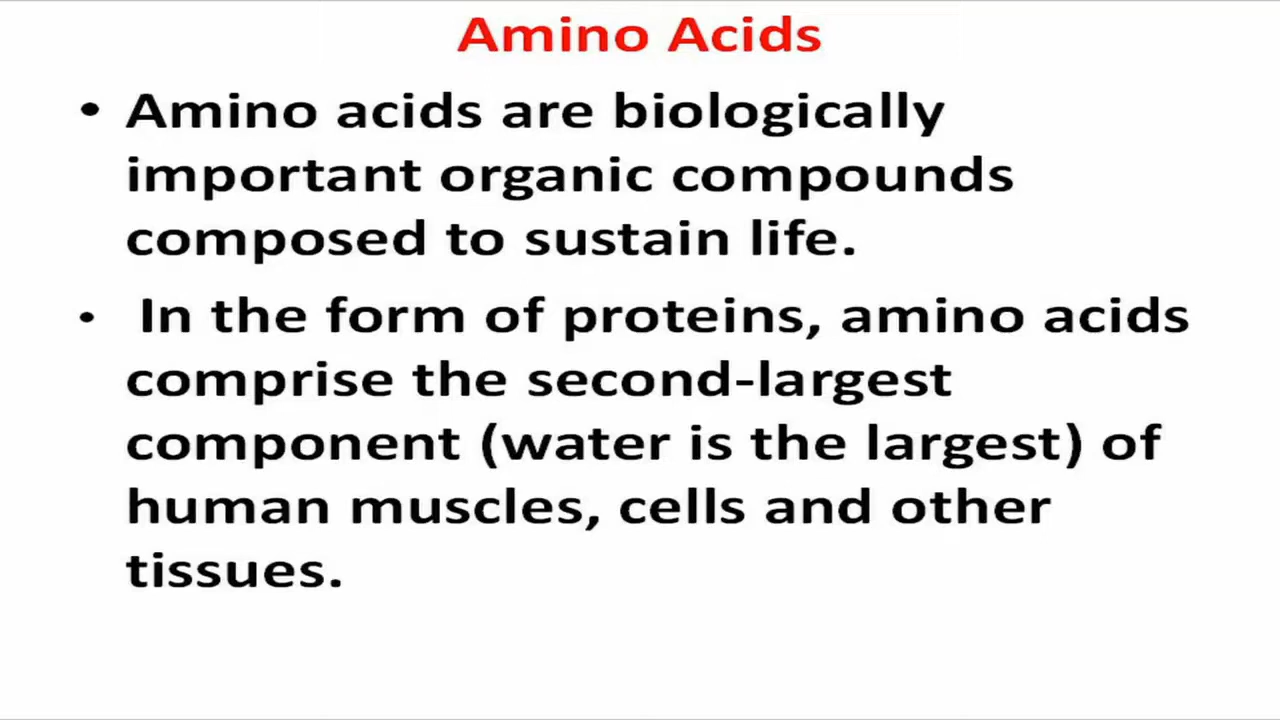 Amino Acids
• Amino acids are biologically
important organic compounds
composed to sustain life.
• In the form of proteins, amino acids
comprise the second-largest
component (water is the largest) of
human muscles, cells and other
tissues.